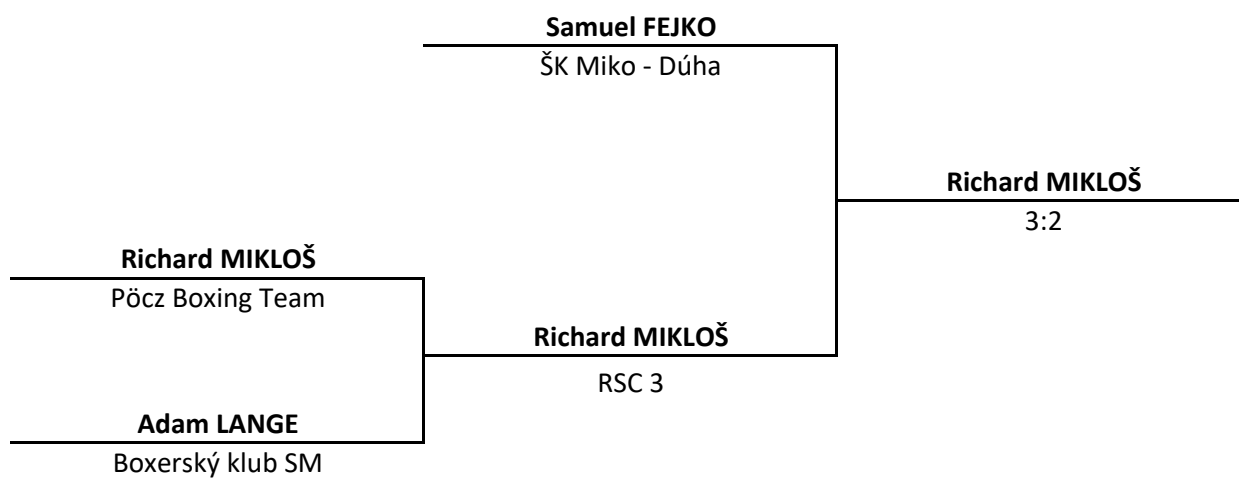 Samuel FEJKO
ŠK Miko - Dúha
Richard MIKLOŠ
3:2
Richard MIKLOŠ
Pöcz Boxing Team
Richard MIKLOŠ
RSC 3
Adam LANGE
Boxerský klub SM